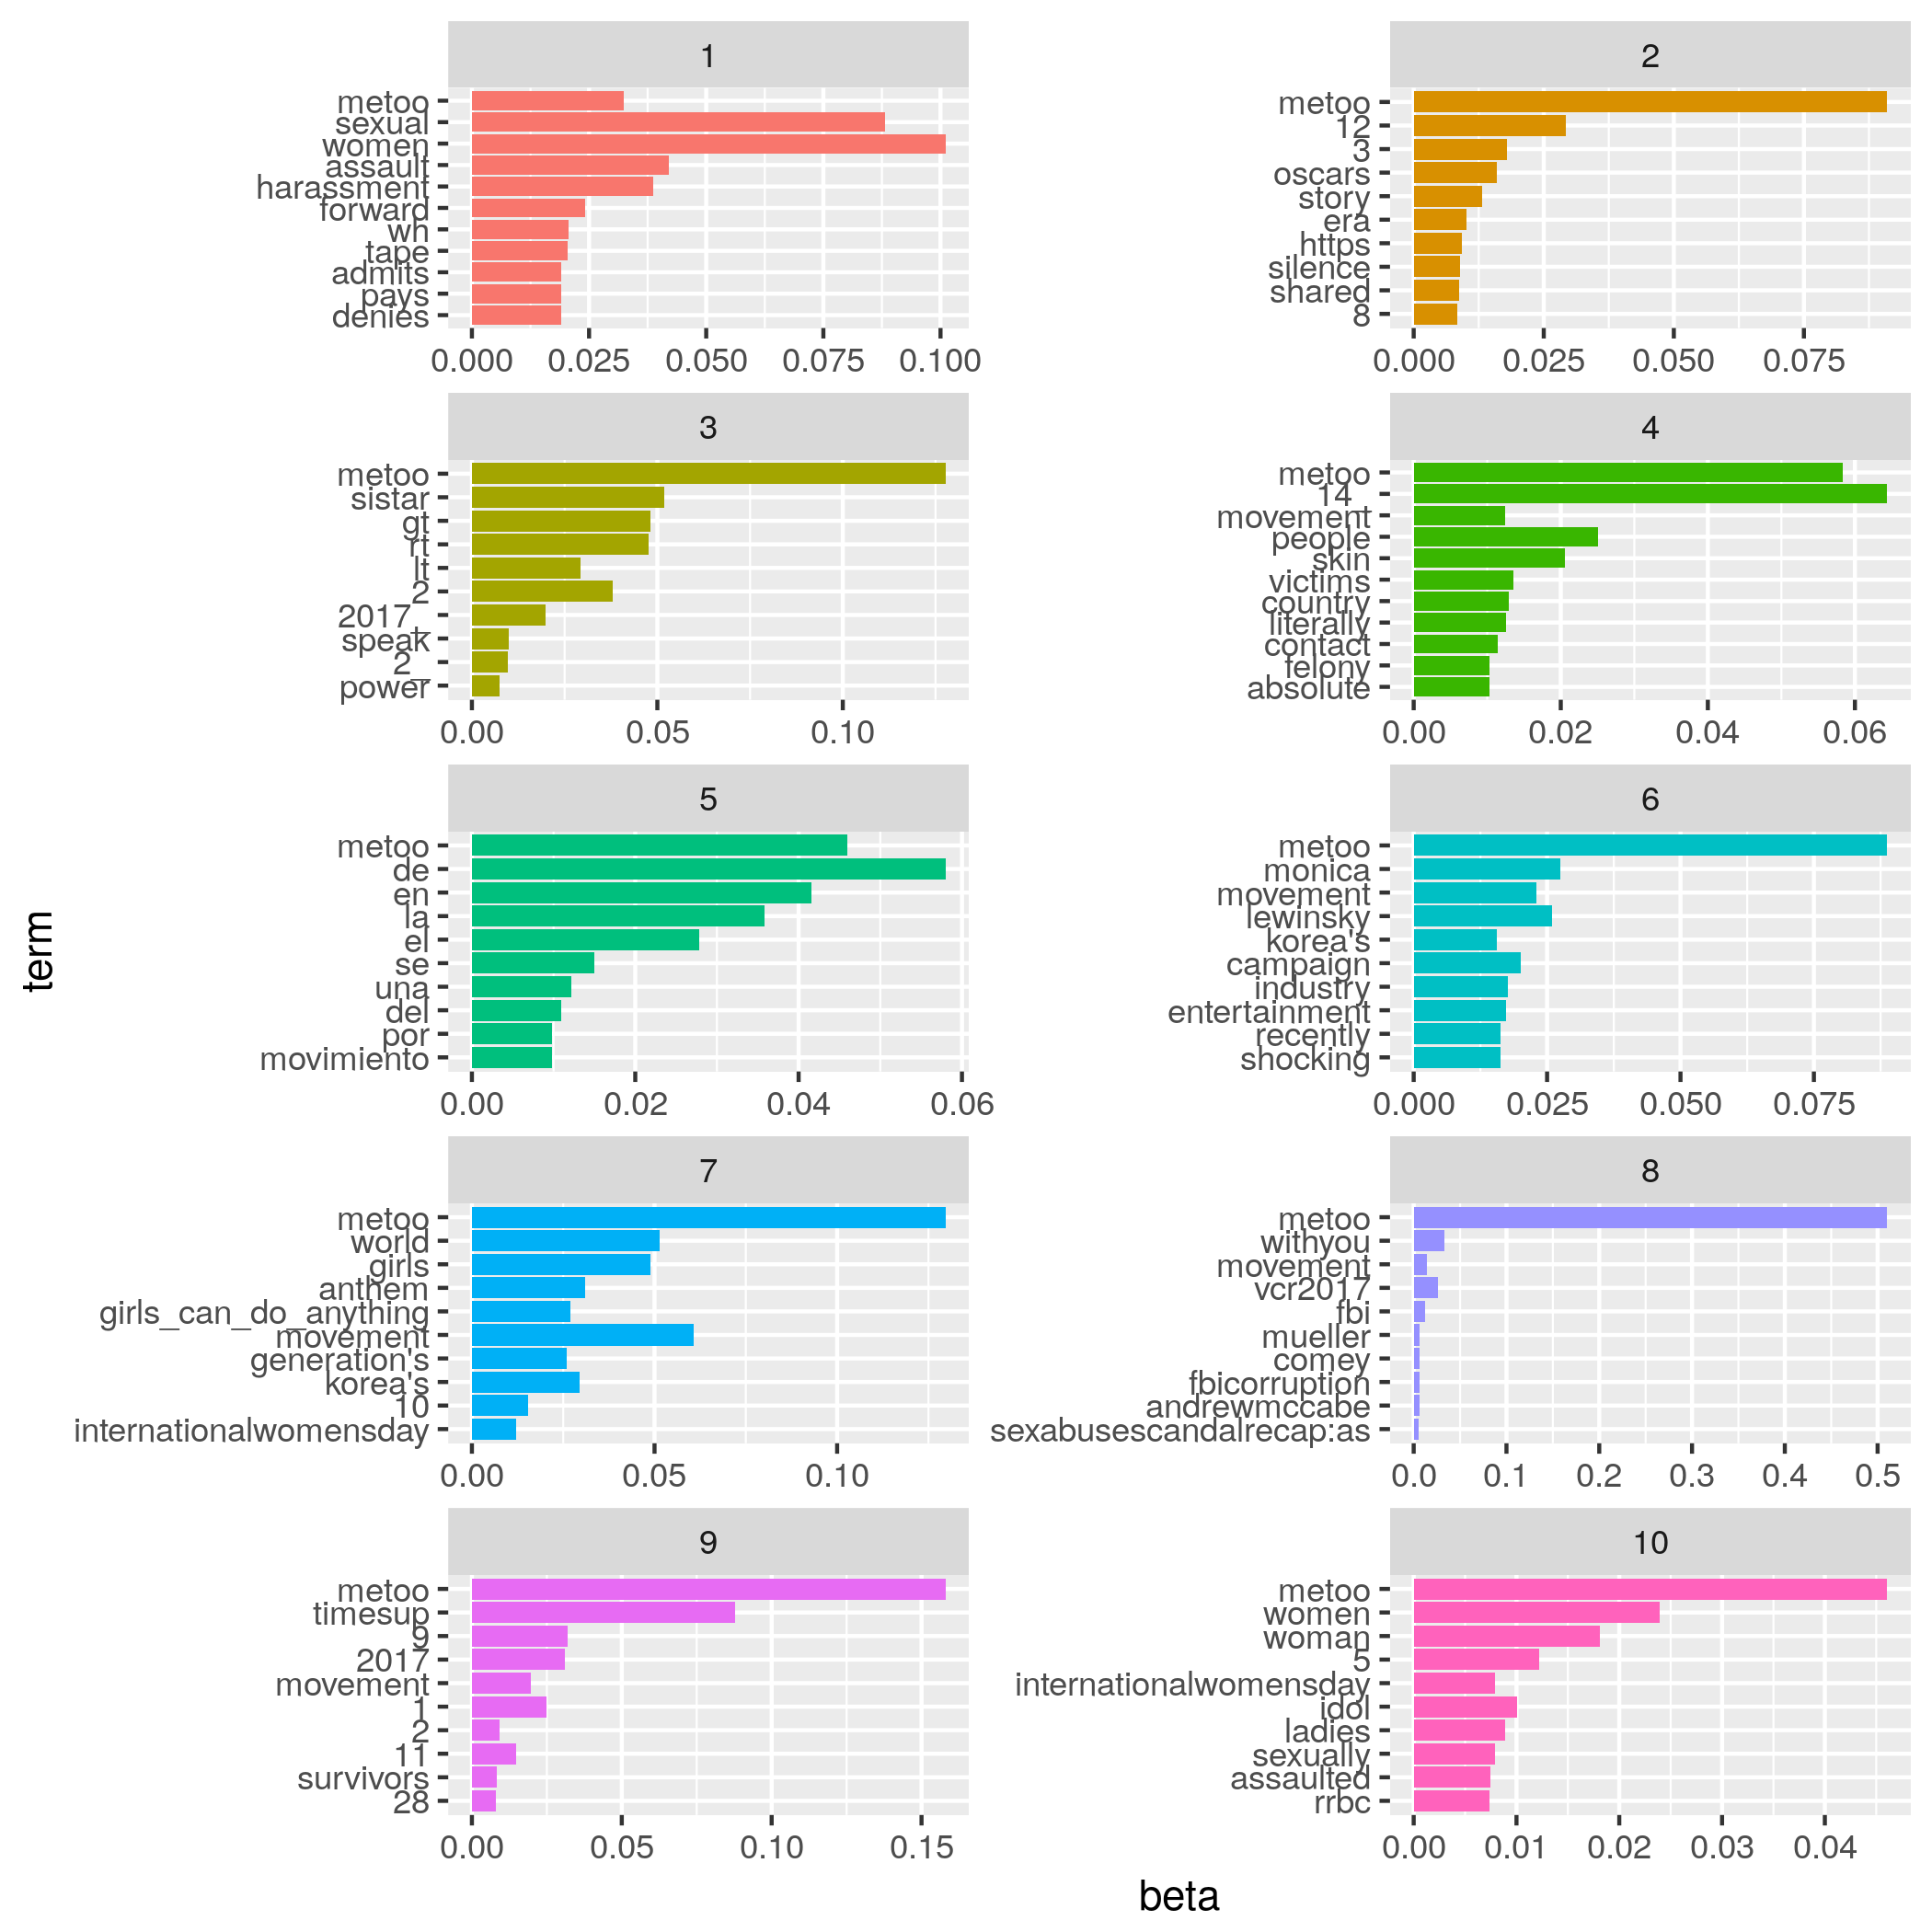 1
metoo
sexual
women
assault
harassment
forward
wh
tape
admits
pays
denies
0.000 0.025 0.050 0.075 0.100
2
metoo
12
3
oscars
story
era
https
silence
shared
8
0.000 0.025 0.050 0.075
3
metoo
sistar
gt
rt
lt
2
2017_
speak
2_
power
0.00 0.05 0.10
4
metoo
14_
movement
people
skin
victims
country
literally
contact
felony
absolute
0.00 0.02 0.04 0.06
5
metoo
de
en
la
el
se
una
del
por
movimiento
0.00 0.02 0.04 0.06
6
metoo
monica
movement
lewinsky
korea's
campaign
industry
entertainment
recently
shocking
0.000 0.025 0.050 0.075
7
metoo
world
girls
anthem
girls_can_do_anything
movement
generation's
korea's
10
internationalwomensday
0.00 0.05 0.10
8
metoo
withyou
movement
vcr2017
fbi
mueller
comey
fbicorruption
andrewmccabe
sexabusescandalrecap:as
0.0 0.1 0.2 0.3 0.4 0.5
9
metoo
timesup
9
2017
movement
1
2
11
survivors
28
0.00 0.05 0.10 0.15
10
metoo
women
woman
5
internationalwomensday
idol
ladies
sexually
assaulted
rrbc
0.00 0.01 0.02 0.03 0.04
term
beta